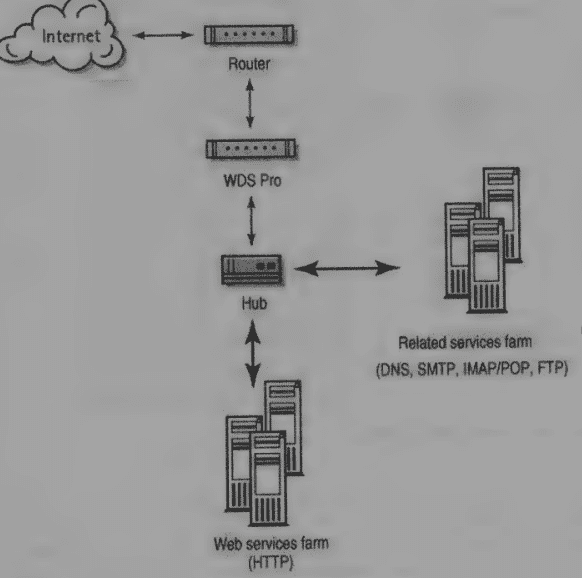 Internet
Router
WDS Pro
Hub
Related services farm
(DNS, SMTP, IMAP/POP, FTP)
Web services farm
(HTTP)